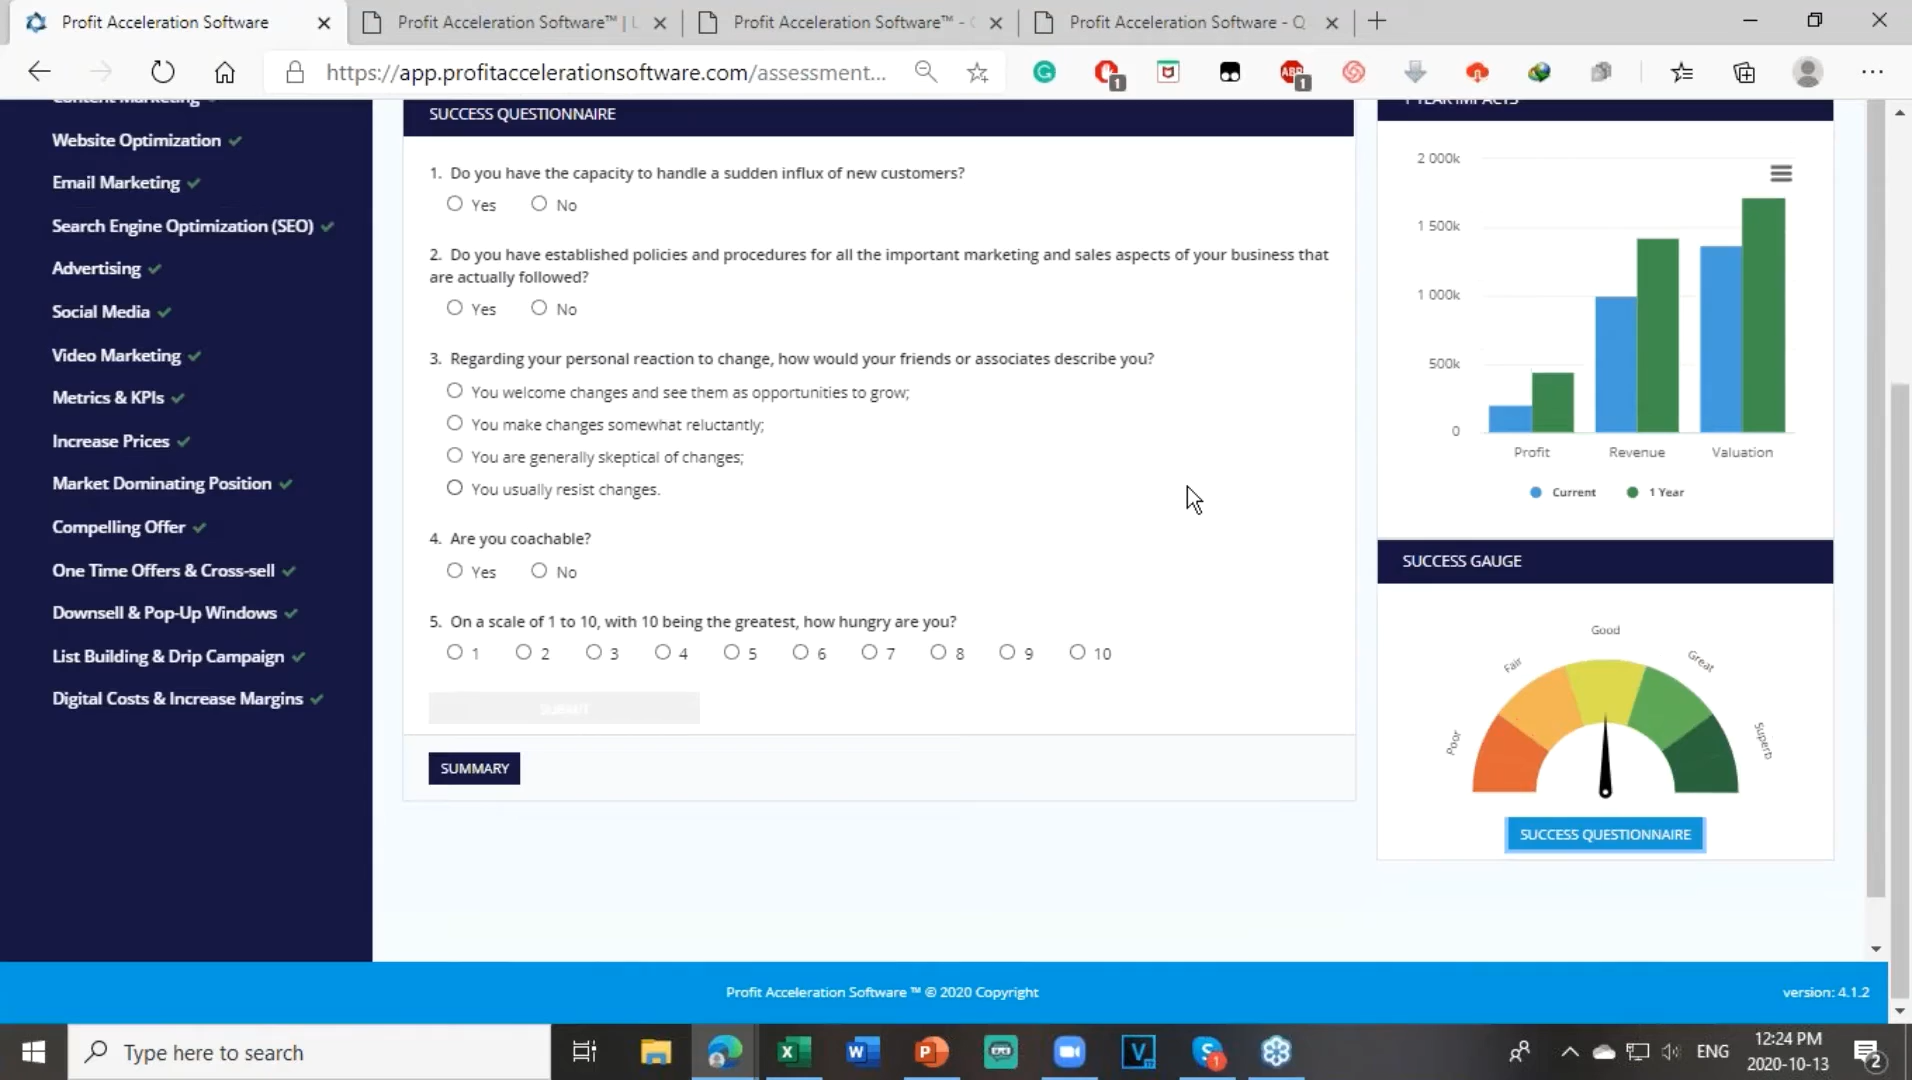 Profit Acceleration Software
Profit Acceleration Software™ |
Profit Acceleration Software™ -
Profit Acceleration Software - Q
https://app.profitaccelerationsoftware.com/assessment...
1
ABP
1
Content Marketing
Website Optimization
Email Marketing
Search Engine Optimization (SEO)
Advertising
Social Media
Video Marketing
Metrics & KPIs
Increase Prices
Market Dominating Position
Compelling Offer
One Time Offers & Cross-sell
Downsell & Pop-Up Windows
List Building & Drip Campaign
Digital Costs & Increase Margins
SUCCESS QUESTIONNAIRE
1. Do you have the capacity to handle a sudden influx of new customers?
Yes No
2. Do you have established policies and procedures for all the important marketing and sales aspects of your business that
are actually followed?
Yes No
3. Regarding your personal reaction to change, how would your friends or associates describe you?
You welcome changes and see them as opportunities to grow;
You make changes somewhat reluctantly;
You are generally skeptical of changes;
You usually resist changes.
4. Are you coachable?
Yes No
5. On a scale of 1 to 10, with 10 being the greatest, how hungry are you?
1 2 3 4 5 6 7 8 9 10
SUBMIT
SUMMARY
1 YEAR IMPACTS
2 000k
1 500k
1 000k
500k
0
Profit Revenue Valuation
Current 1 Year
SUCCESS GAUGE
Poor
Fair
Good
Great
Superb
SUCCESS QUESTIONNAIRE
Profit Acceleration Software ™ © 2020 Copyright
version: 4.1.2
Type here to search
ENG
12:24 PM
2020-10-13
2